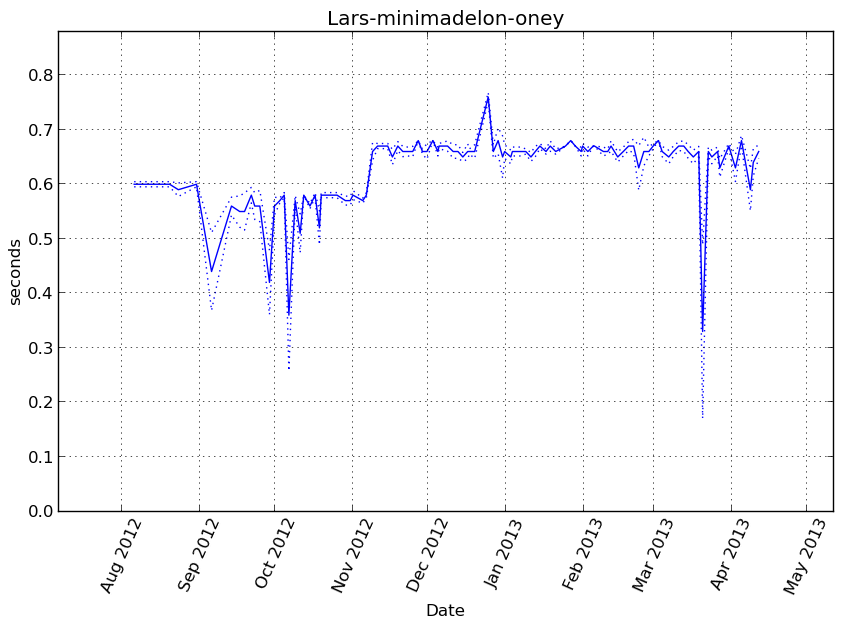 Lars-minimadelon-oney
0.8
0.7
0.6
0.5
0.4
0.3
0.2
0.1
0.0
seconds
Aug 2012
Sep 2012
Oct 2012
Nov 2012
Dec 2012
Jan 2013
Feb 2013
Mar 2013
Apr 2013
May 2013
Date